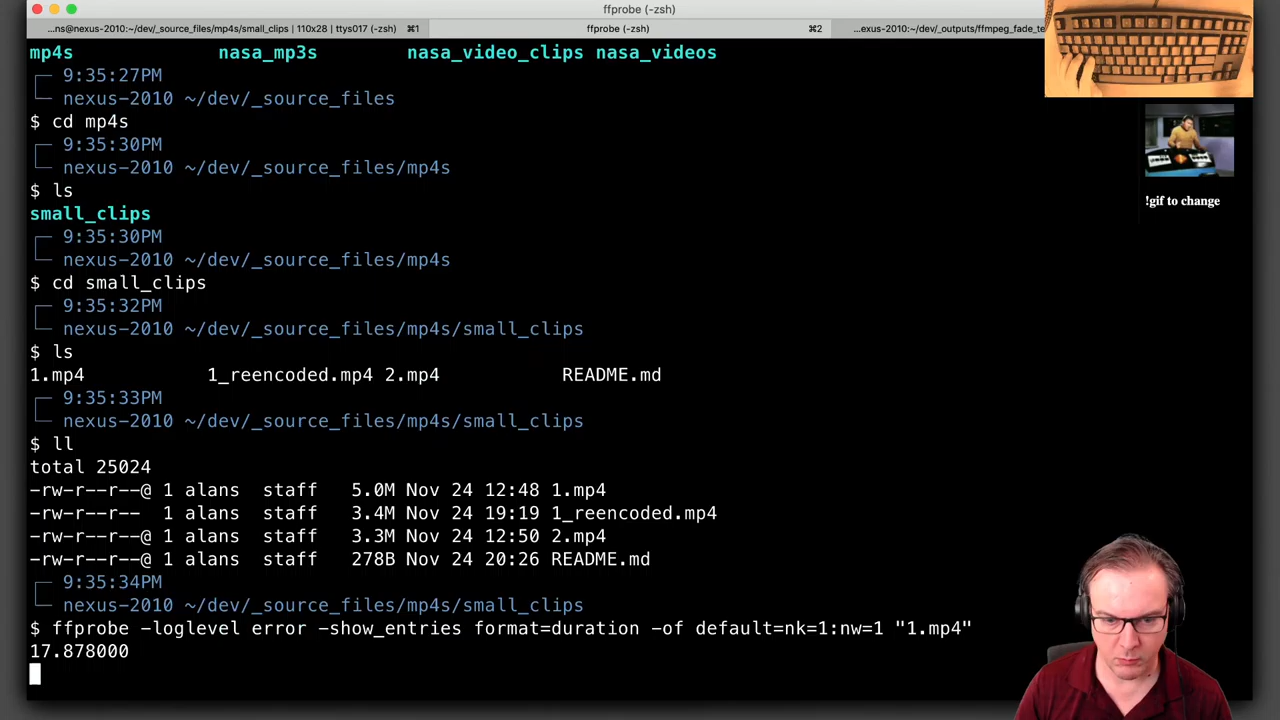 ffprobe (-zsh)
...ns@nexus-2010:~/dev/_source_files/mp4s/small_clips | 110x28 | ttys017 (-zsh) ⌘1
ffprobe (-zsh) ⌘2
...exus-2010:~/dev/_outputs/ffmpeg_fade_te
mp4s nasa_mp3s nasa_video_clips nasa_videos
9:35:27PM
nexus-2010 ~/dev/_source_files
$ cd mp4s
9:35:30PM
nexus-2010 ~/dev/_source_files/mp4s
$ ls
small_clips
9:35:30PM
nexus-2010 ~/dev/_source_files/mp4s
$ cd small_clips
9:35:32PM
nexus-2010 ~/dev/_source_files/mp4s/small_clips
$ ls
1.mp4 1_reencoded.mp4 2.mp4 README.md
9:35:33PM
nexus-2010 ~/dev/_source_files/mp4s/small_clips
$ ll
total 25024
-rw-r--r--@ 1 alans staff 5.0M Nov 24 12:48 1.mp4
-rw-r--r-- 1 alans staff 3.4M Nov 24 19:19 1_reencoded.mp4
-rw-r--r--@ 1 alans staff 3.3M Nov 24 12:50 2.mp4
-rw-r--r--@ 1 alans staff 278B Nov 24 20:26 README.md
9:35:34PM
nexus-2010 ~/dev/_source_files/mp4s/small_clips
$ ffprobe -loglevel error -show_entries format=duration -of default=nk=1:nw=1 "1.mp4"
17.878000
!gif to change